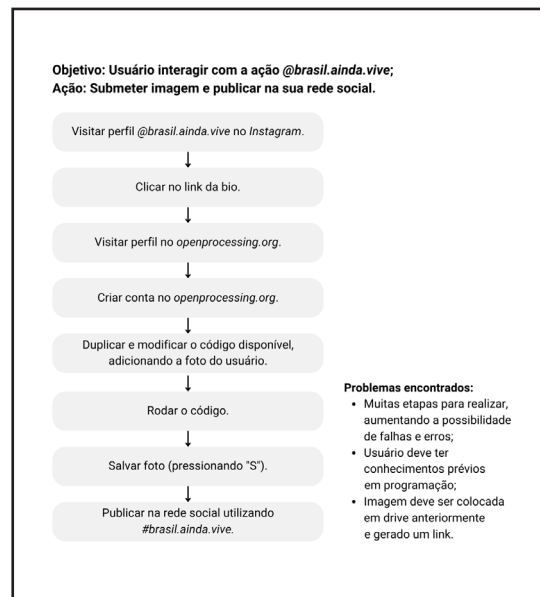 Objetivo: Usuário interagir com a ação @brasil.ainda.vive;
Ação: Submeter imagem e publicar na sua rede social.
Visitar perfil @brasil.ainda.vive no Instagram.
Clicar no link da bio.
Visitar perfil no openprocessing.org.
Criar conta no openprocessing.org.
Duplicar e modificar o código disponível,
adicionando a foto do usuário.
Rodar o código.
Salvar foto (pressionando "S").
Publicar na rede social utilizando
#brasil.ainda.vive.
Problemas encontrados:
• Muitas etapas para realizar,
aumentando a possibilidade
de falhas e erros;
• Usuário deve ter
conhecimentos prévios
em programação;
• Imagem deve ser colocada
em drive anteriormente
e gerado um link.